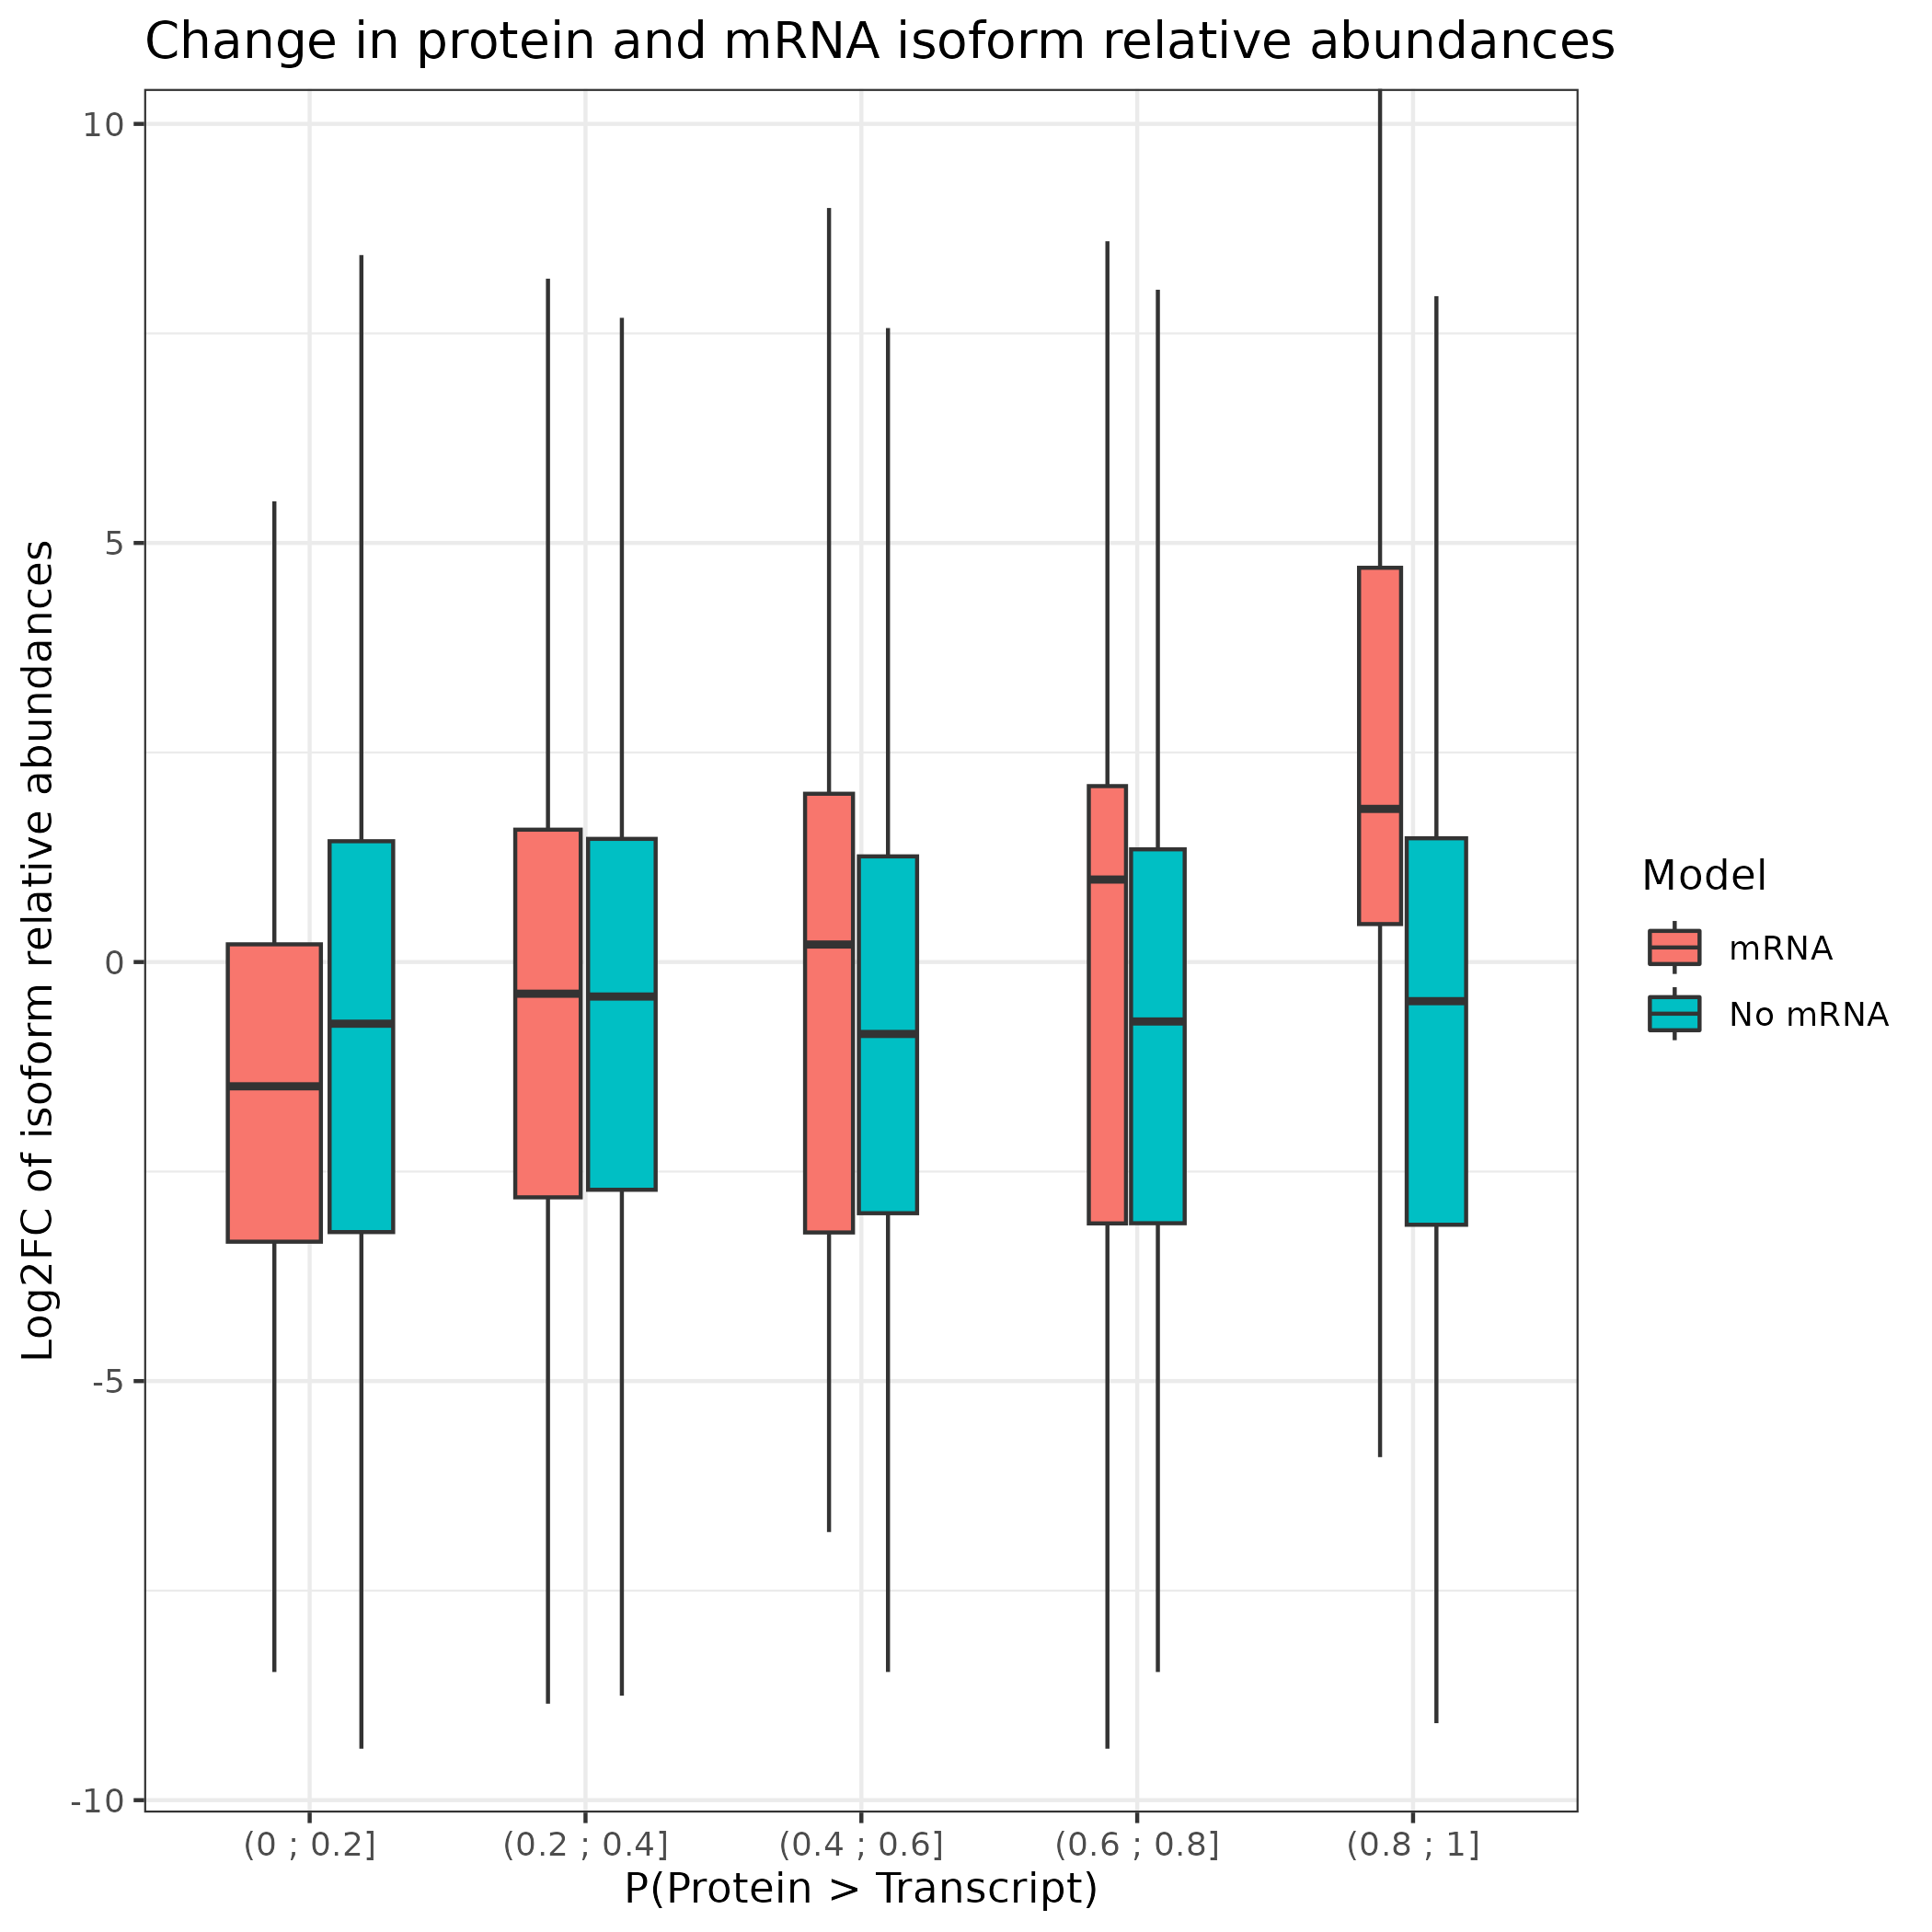 Change in protein and mRNA isoform relative abundances
Log2FC of isoform relative abundances
10
5
0
-5
-10
(0 ; 0.2]
(0.2 ; 0.4]
(0.4 ; 0.6]
(0.6 ; 0.8]
(0.8 ; 1]
P(Protein > Transcript)
Model
mRNA
No mRNA